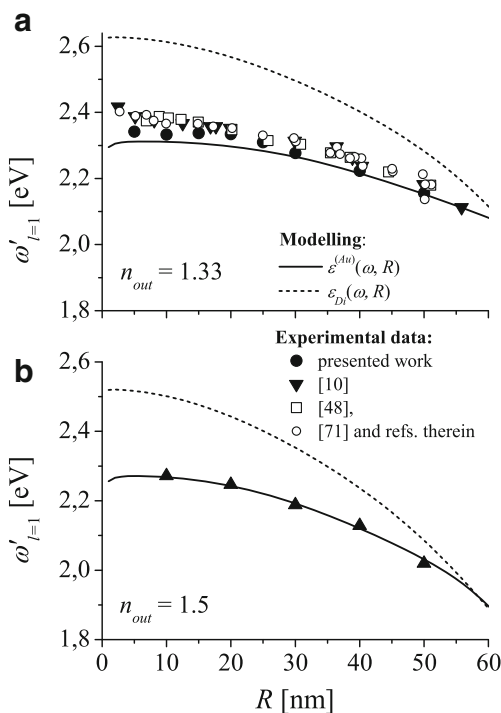 a
2,6
2,4
2,2
2,0
1,8
ω'l=1 [eV]
nout = 1.33
Modelling:
ε(Au)(ω, R)
εDi(ω, R)
Experimental data:
presented work
[10]
[48],
[71] and refs. therein
b
2,6
2,4
2,2
2,0
1,8
ω'l=1 [eV]
nout = 1.5
0 10 20 30 40 50 60
R [nm]